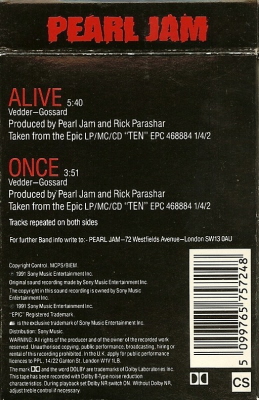 PEARL JAM
ALIVE 5:40
Vedder–Gossard
Produced by Pearl Jam and Rick Parashar
Taken from the Epic LP/MC/CD "TEN" EPC 468884 1/4/2
ONCE 3:51
Vedder–Gossard
Produced by Pearl Jam and Rick Parashar
Taken from the Epic LP/MC/CD "TEN" EPC 468884 1/4/2
Tracks repeated on both sides
For further Band info write to:- PEARL JAM–72 Westfields Avenue–London SW13 0AU
Copyright Control. MCPS/BIEM.
℗ 1991 Sony Music Entertainment Inc.
Original sound recording made by Sony Music Entertainment Inc.
The copyright in this sound recording is owned by Sony Music
Entertainment Inc.
© 1991 Sony Music Entertainment Inc.
"EPIC" Registered Trademark.
is the exclusive trademark of Sony Music Entertainment Inc.
Distribution: Sony Music.
WARNING: All rights of the producer and of the owner of the recorded work
reserved. Unauthorised copying, public performance, broadcasting, hiring or
rental of this recording prohibited. In the U.K. apply for public performance
licences to PPL, 14/22 Ganton St. London W1V 1LB.
The mark DD and the word DOLBY are trademarks of Dolby Laboratories Inc.
This tape was recorded with Dolby B-Type noise reduction
characteristics. During playback set Dolby NR switch ON. Without Dolby NR,
adjust treble control if necessary.
5 099765 757248
CS